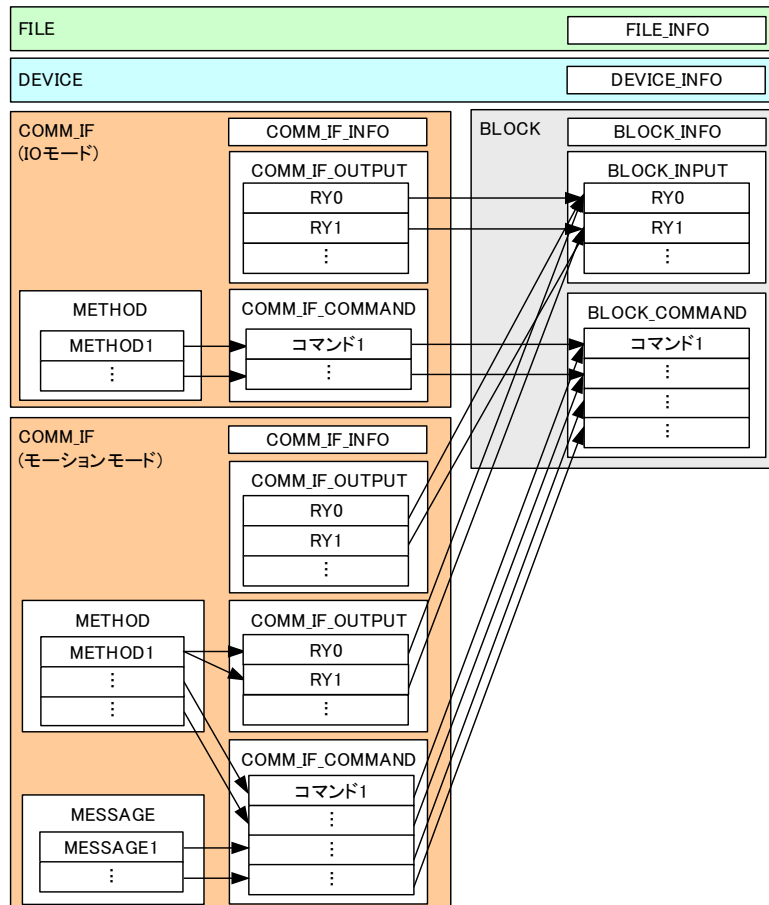 FILE
FILE_INFO
DEVICE
DEVICE_INFO
COMM_IF
(IOモード)
COMM_IF_INFO
COMM_IF_OUTPUT
RY0
RY1
⋮
METHOD
METHOD1
⋮
COMM_IF_COMMAND
コマンド1
⋮
BLOCK
BLOCK_INFO
BLOCK_INPUT
RY0
RY1
⋮
BLOCK_COMMAND
コマンド1
⋮
⋮
⋮
COMM_IF
(モーションモード)
COMM_IF_INFO
COMM_IF_OUTPUT
RY0
RY1
⋮
METHOD
METHOD1
⋮
⋮
COMM_IF_OUTPUT
RY0
RY1
⋮
COMM_IF_COMMAND
コマンド1
⋮
⋮
⋮
MESSAGE
MESSAGE1
⋮